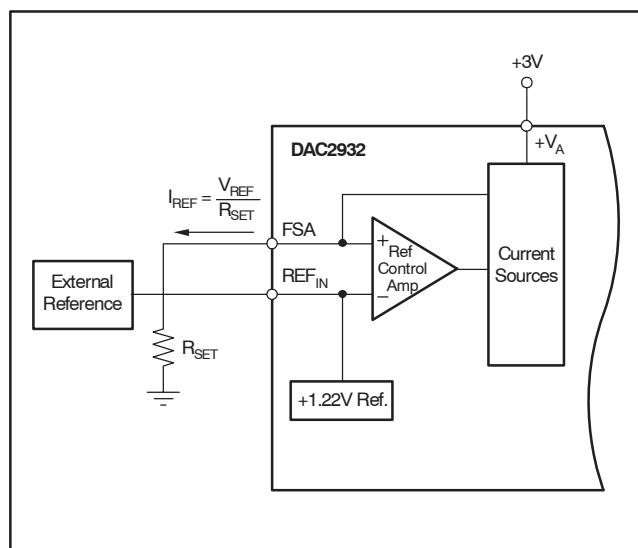 +3V
DAC2932
+V_A
I_REF = V_REF / R_SET
FSA
+
Ref
Control
Amp
–
Current
Sources
External
Reference
REF_IN
R_SET
+1.22V Ref.